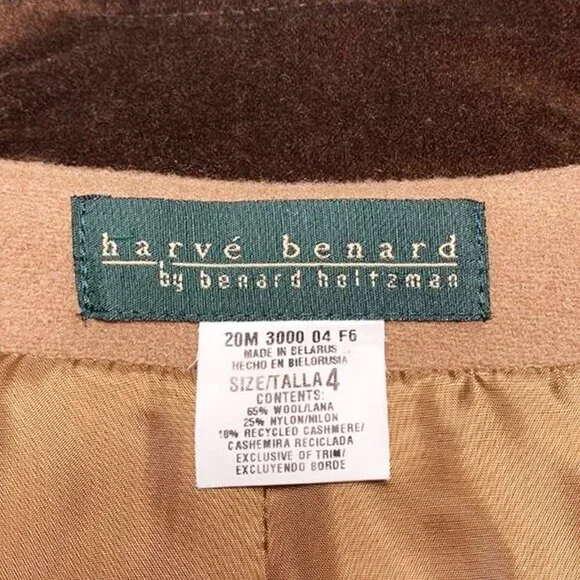 harvé benard
by benard holtzman
20M 3000 04 F6
MADE IN BELARUS
HECHO EN BIELORUSIA
SIZE/TALLA 4
CONTENTS:
65% WOOL/LANA
25% NYLON/NILON
10% RECYCLED CASHMERE/
CASHEMIRA RECICLADA
EXCLUSIVE OF TRIM/
EXCLUYENDO BORDE